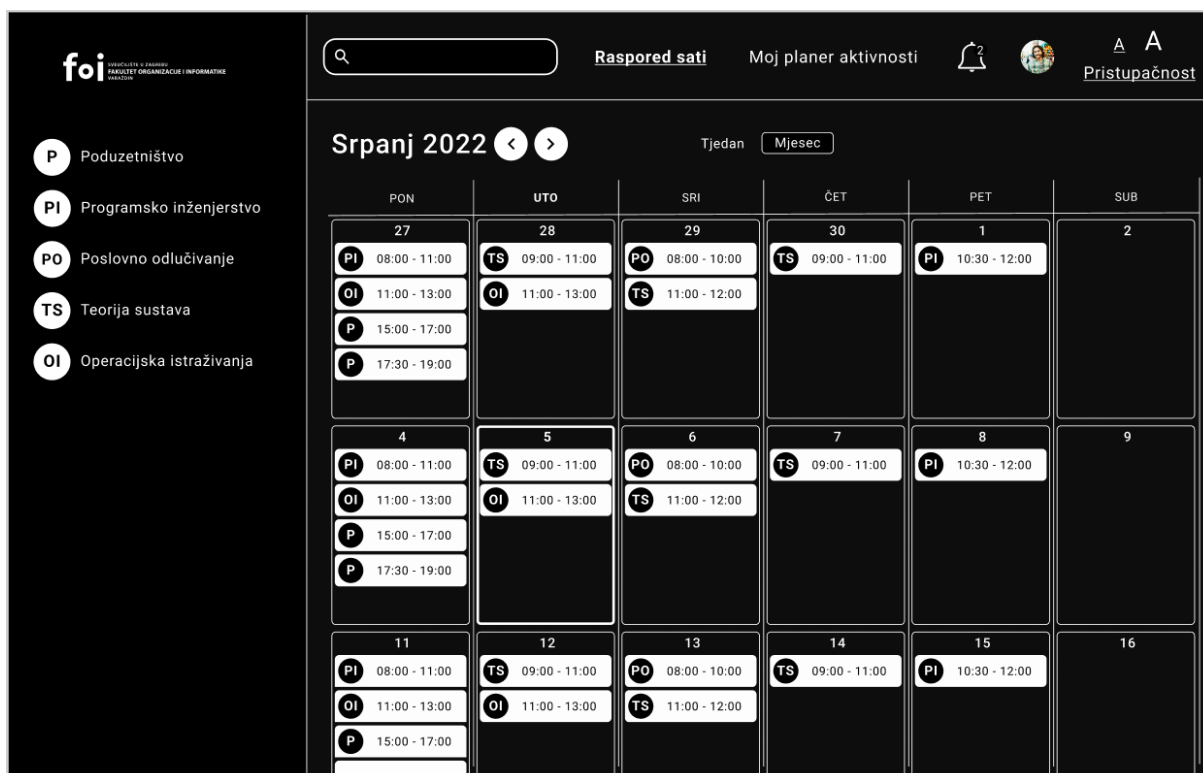 foi SVEUČILIŠTE U ZAGREBU
FAKULTET ORGANIZACIJE I INFORMATIKE
VARAŽDIN
Raspored sati
Moj planer aktivnosti
2
A A
Pristupačnost
P Poduzetništvo
PI Programsko inženjerstvo
PO Poslovno odlučivanje
TS Teorija sustava
OI Operacijska istraživanja
Srpanj 2022 < >
Tjedan Mjesec
PON UTO SRI ČET PET SUB
27 28 29 30 1 2
PI 08:00 - 11:00 TS 09:00 - 11:00 PO 08:00 - 10:00 TS 09:00 - 11:00 PI 10:30 - 12:00
OI 11:00 - 13:00 OI 11:00 - 13:00 TS 11:00 - 12:00
P 15:00 - 17:00
P 17:30 - 19:00
4 5 6 7 8 9
PI 08:00 - 11:00 TS 09:00 - 11:00 PO 08:00 - 10:00 TS 09:00 - 11:00 PI 10:30 - 12:00
OI 11:00 - 13:00 OI 11:00 - 13:00 TS 11:00 - 12:00
P 15:00 - 17:00
P 17:30 - 19:00
11 12 13 14 15 16
PI 08:00 - 11:00 TS 09:00 - 11:00 PO 08:00 - 10:00 TS 09:00 - 11:00 PI 10:30 - 12:00
OI 11:00 - 13:00 OI 11:00 - 13:00 TS 11:00 - 12:00
P 15:00 - 17:00